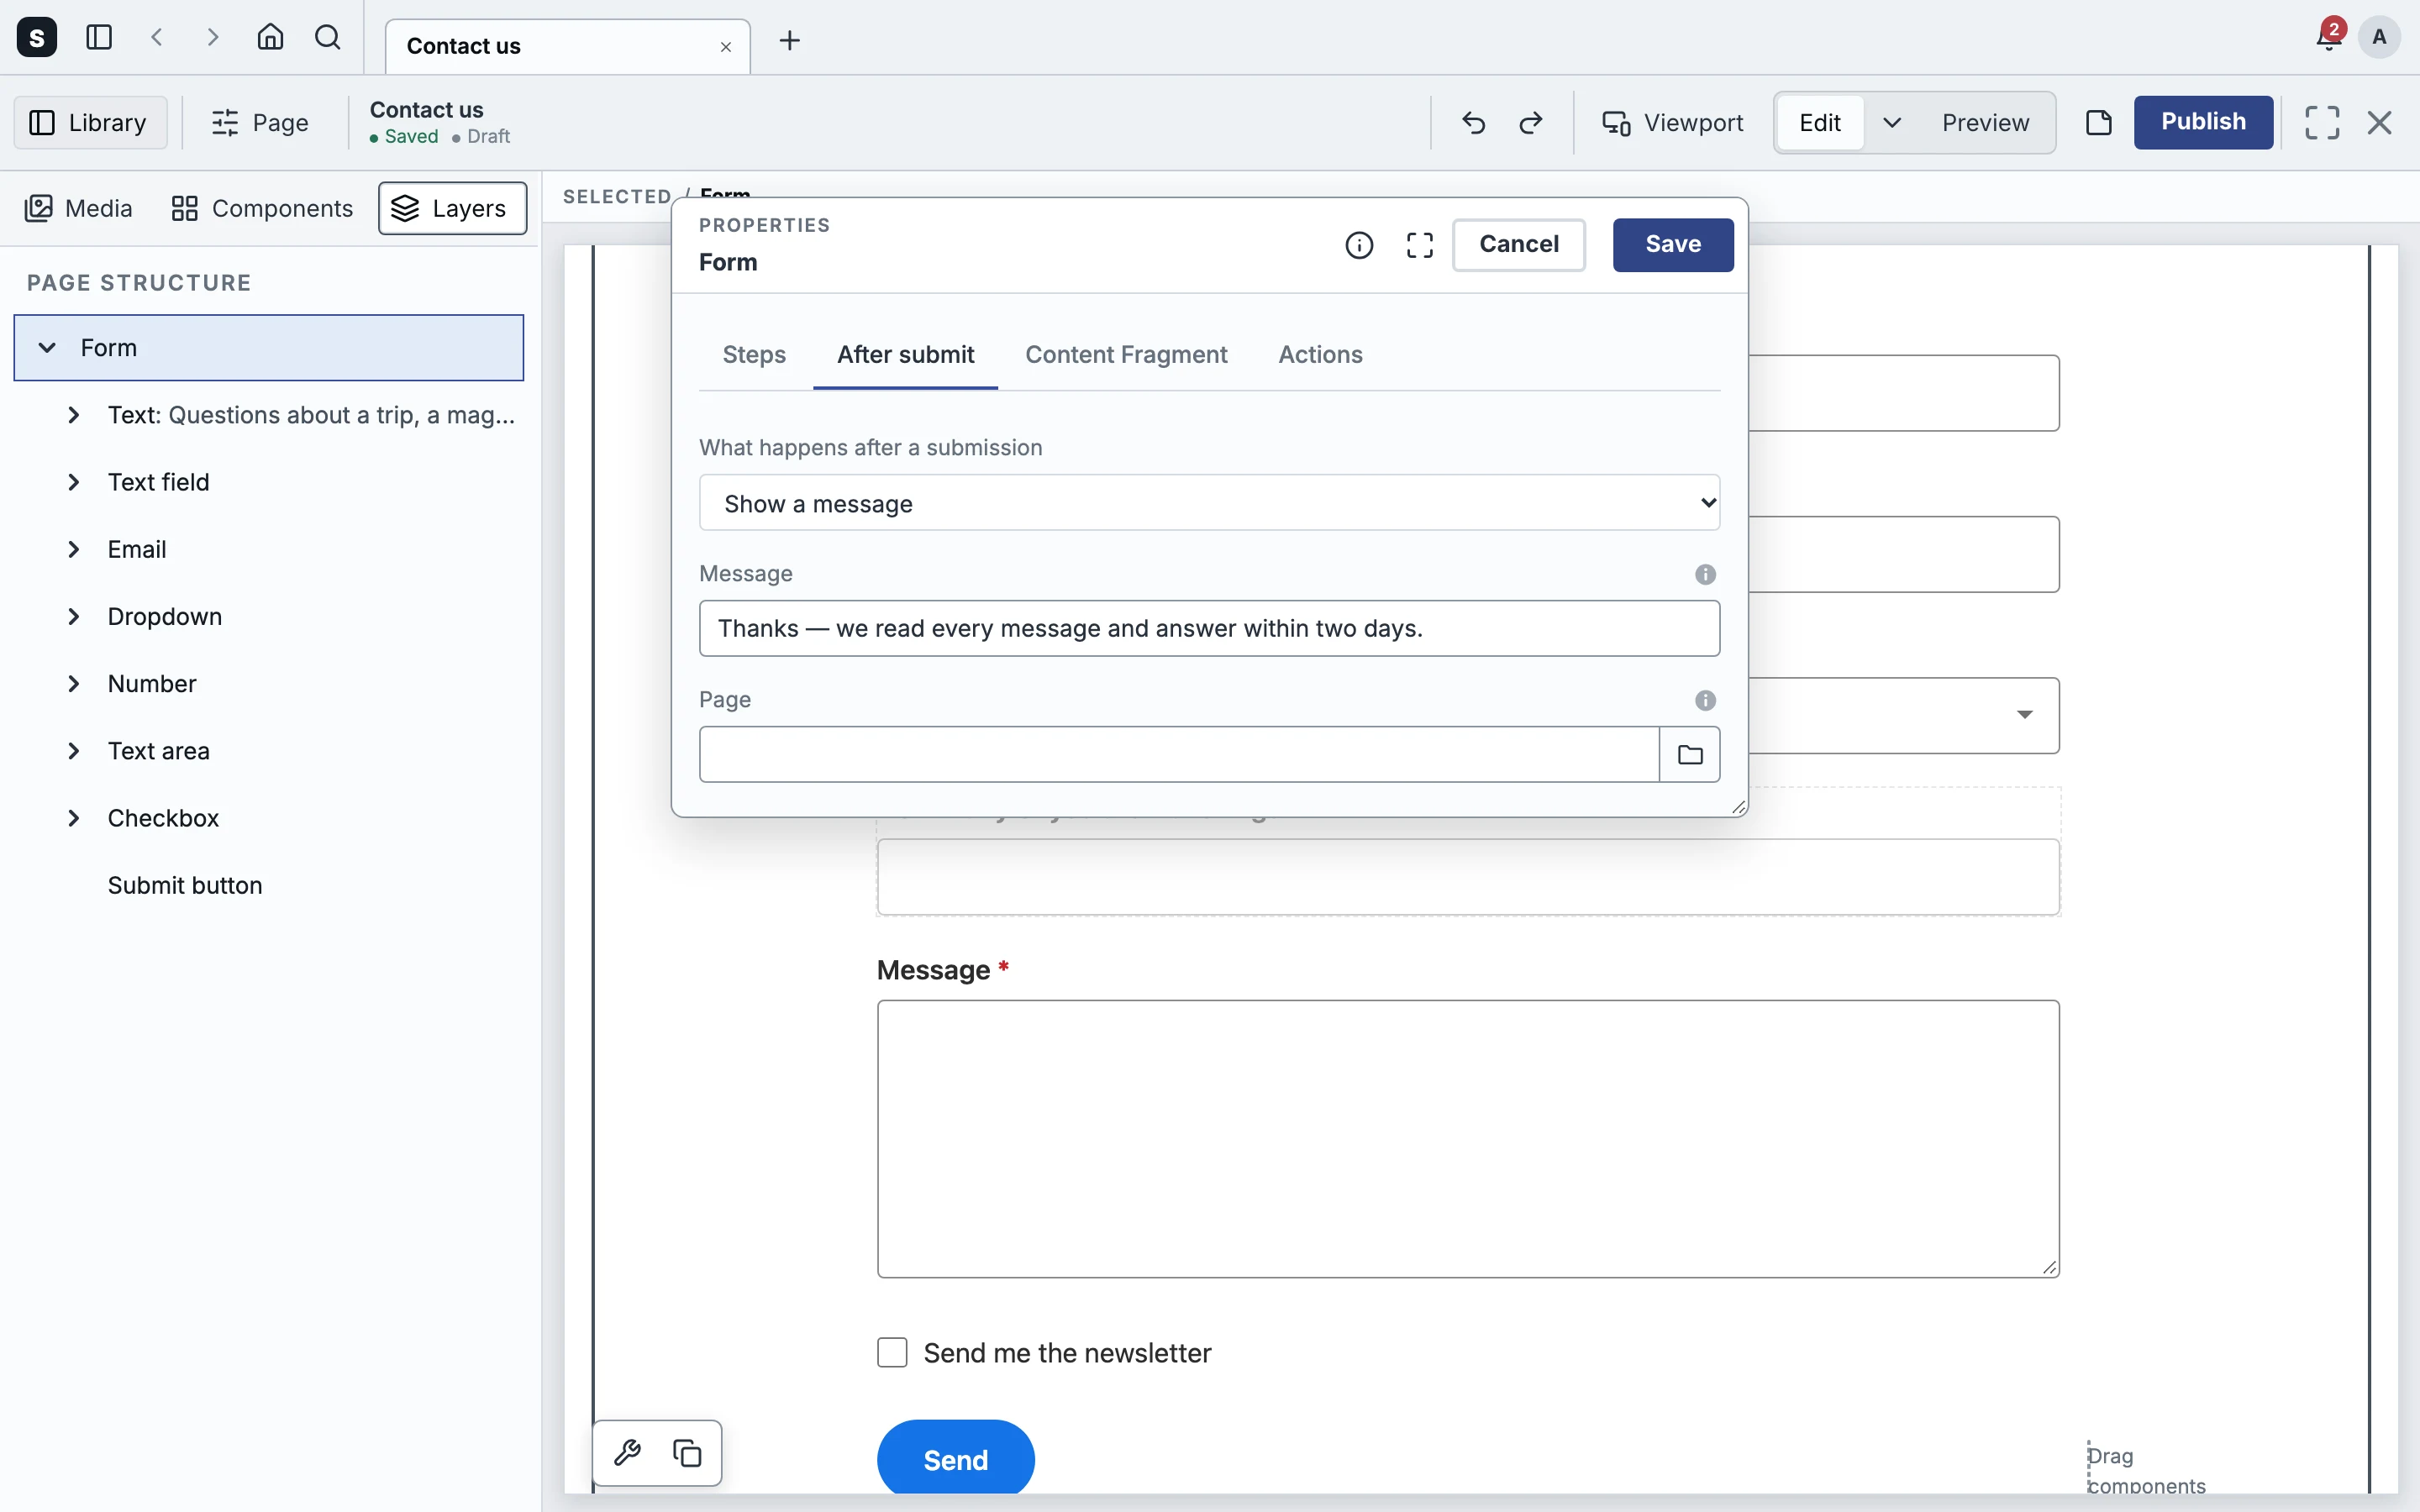 S
Contact us
2
A
Library
Page
Contact us
Saved
Draft
Viewport
Edit
Preview
Publish
Media
Components
Layers
SELECTED / Form
PAGE STRUCTURE
Form
Text: Questions about a trip, a mag...
Text field
Email
Dropdown
Number
Text area
Checkbox
Submit button
PROPERTIES
Form
Cancel
Save
Steps
After submit
Content Fragment
Actions
What happens after a submission
Show a message
Message
Thanks — we read every message and answer within two days.
Page
Message *
Send me the newsletter
Send
Drag
components